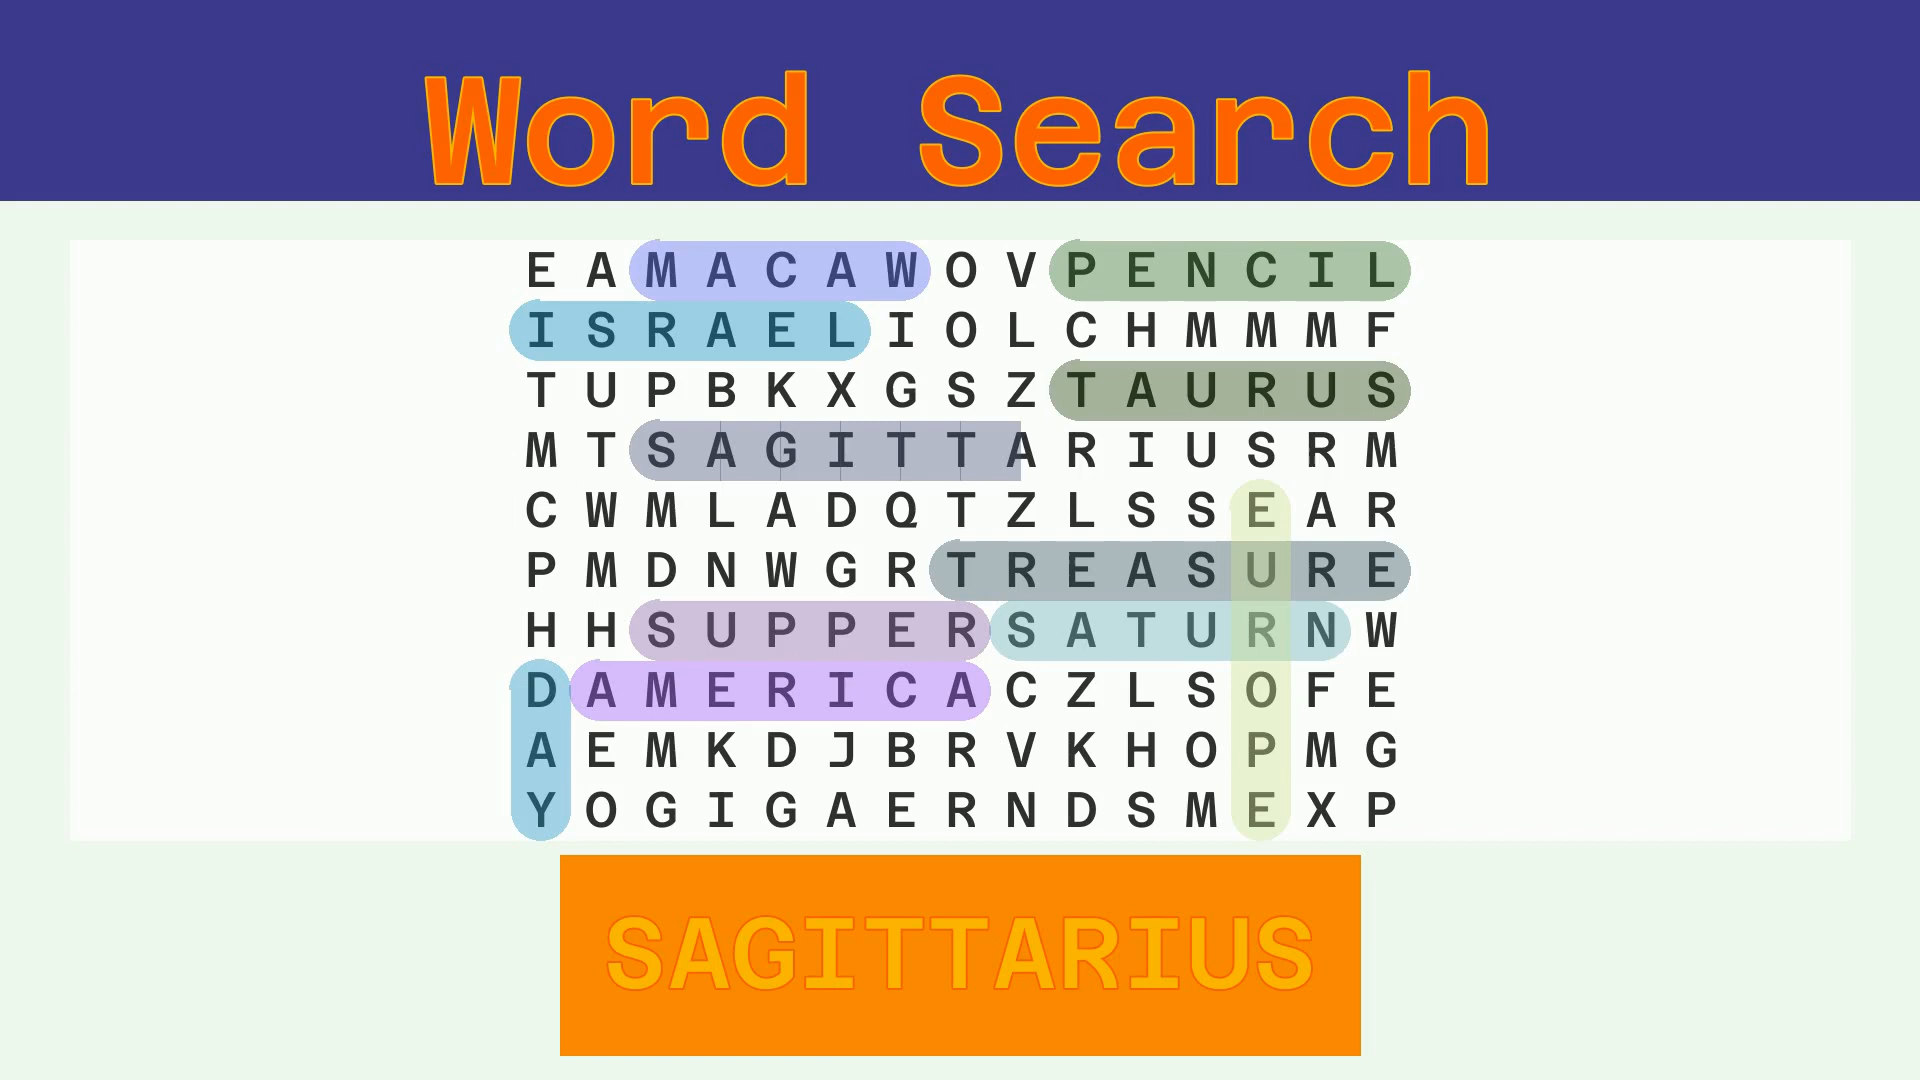 Word Search
E A M A C A W O V P E N C I L
I S R A E L I O L C H M M M F
T U P B K X G S Z T A U R U S
M T S A G I T T A R I U S R M
C W M L A D Q T Z L S S E A R
P M D N W G R T R E A S U R E
H H S U P P E R S A T U R N W
D A M E R I C A C Z L S O F E
A E M K D J B R V K H O P M G
Y O G I G A E R N D S M E X P
SAGITTARIUS